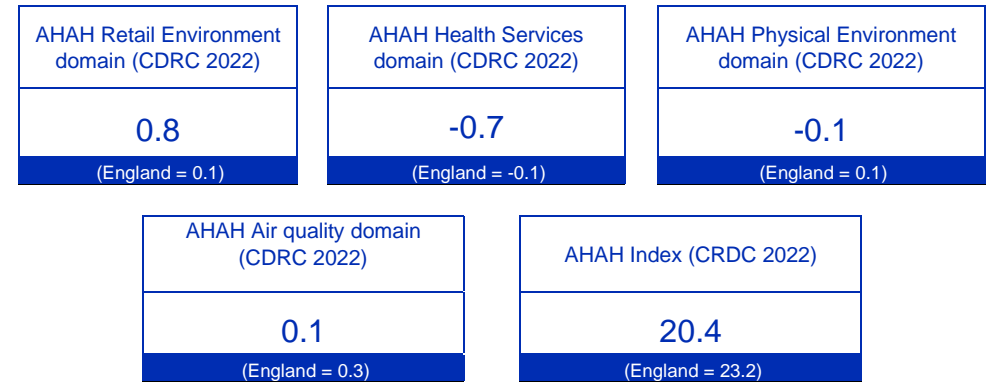 AHAH Retail Environment
domain (CDRC 2022)
0.8
(England = 0.1)
AHAH Health Services
domain (CDRC 2022)
-0.7
(England = -0.1)
AHAH Physical Environment
domain (CDRC 2022)
-0.1
(England = 0.1)
AHAH Air quality domain
(CDRC 2022)
0.1
(England = 0.3)
AHAH Index (CRDC 2022)
20.4
(England = 23.2)